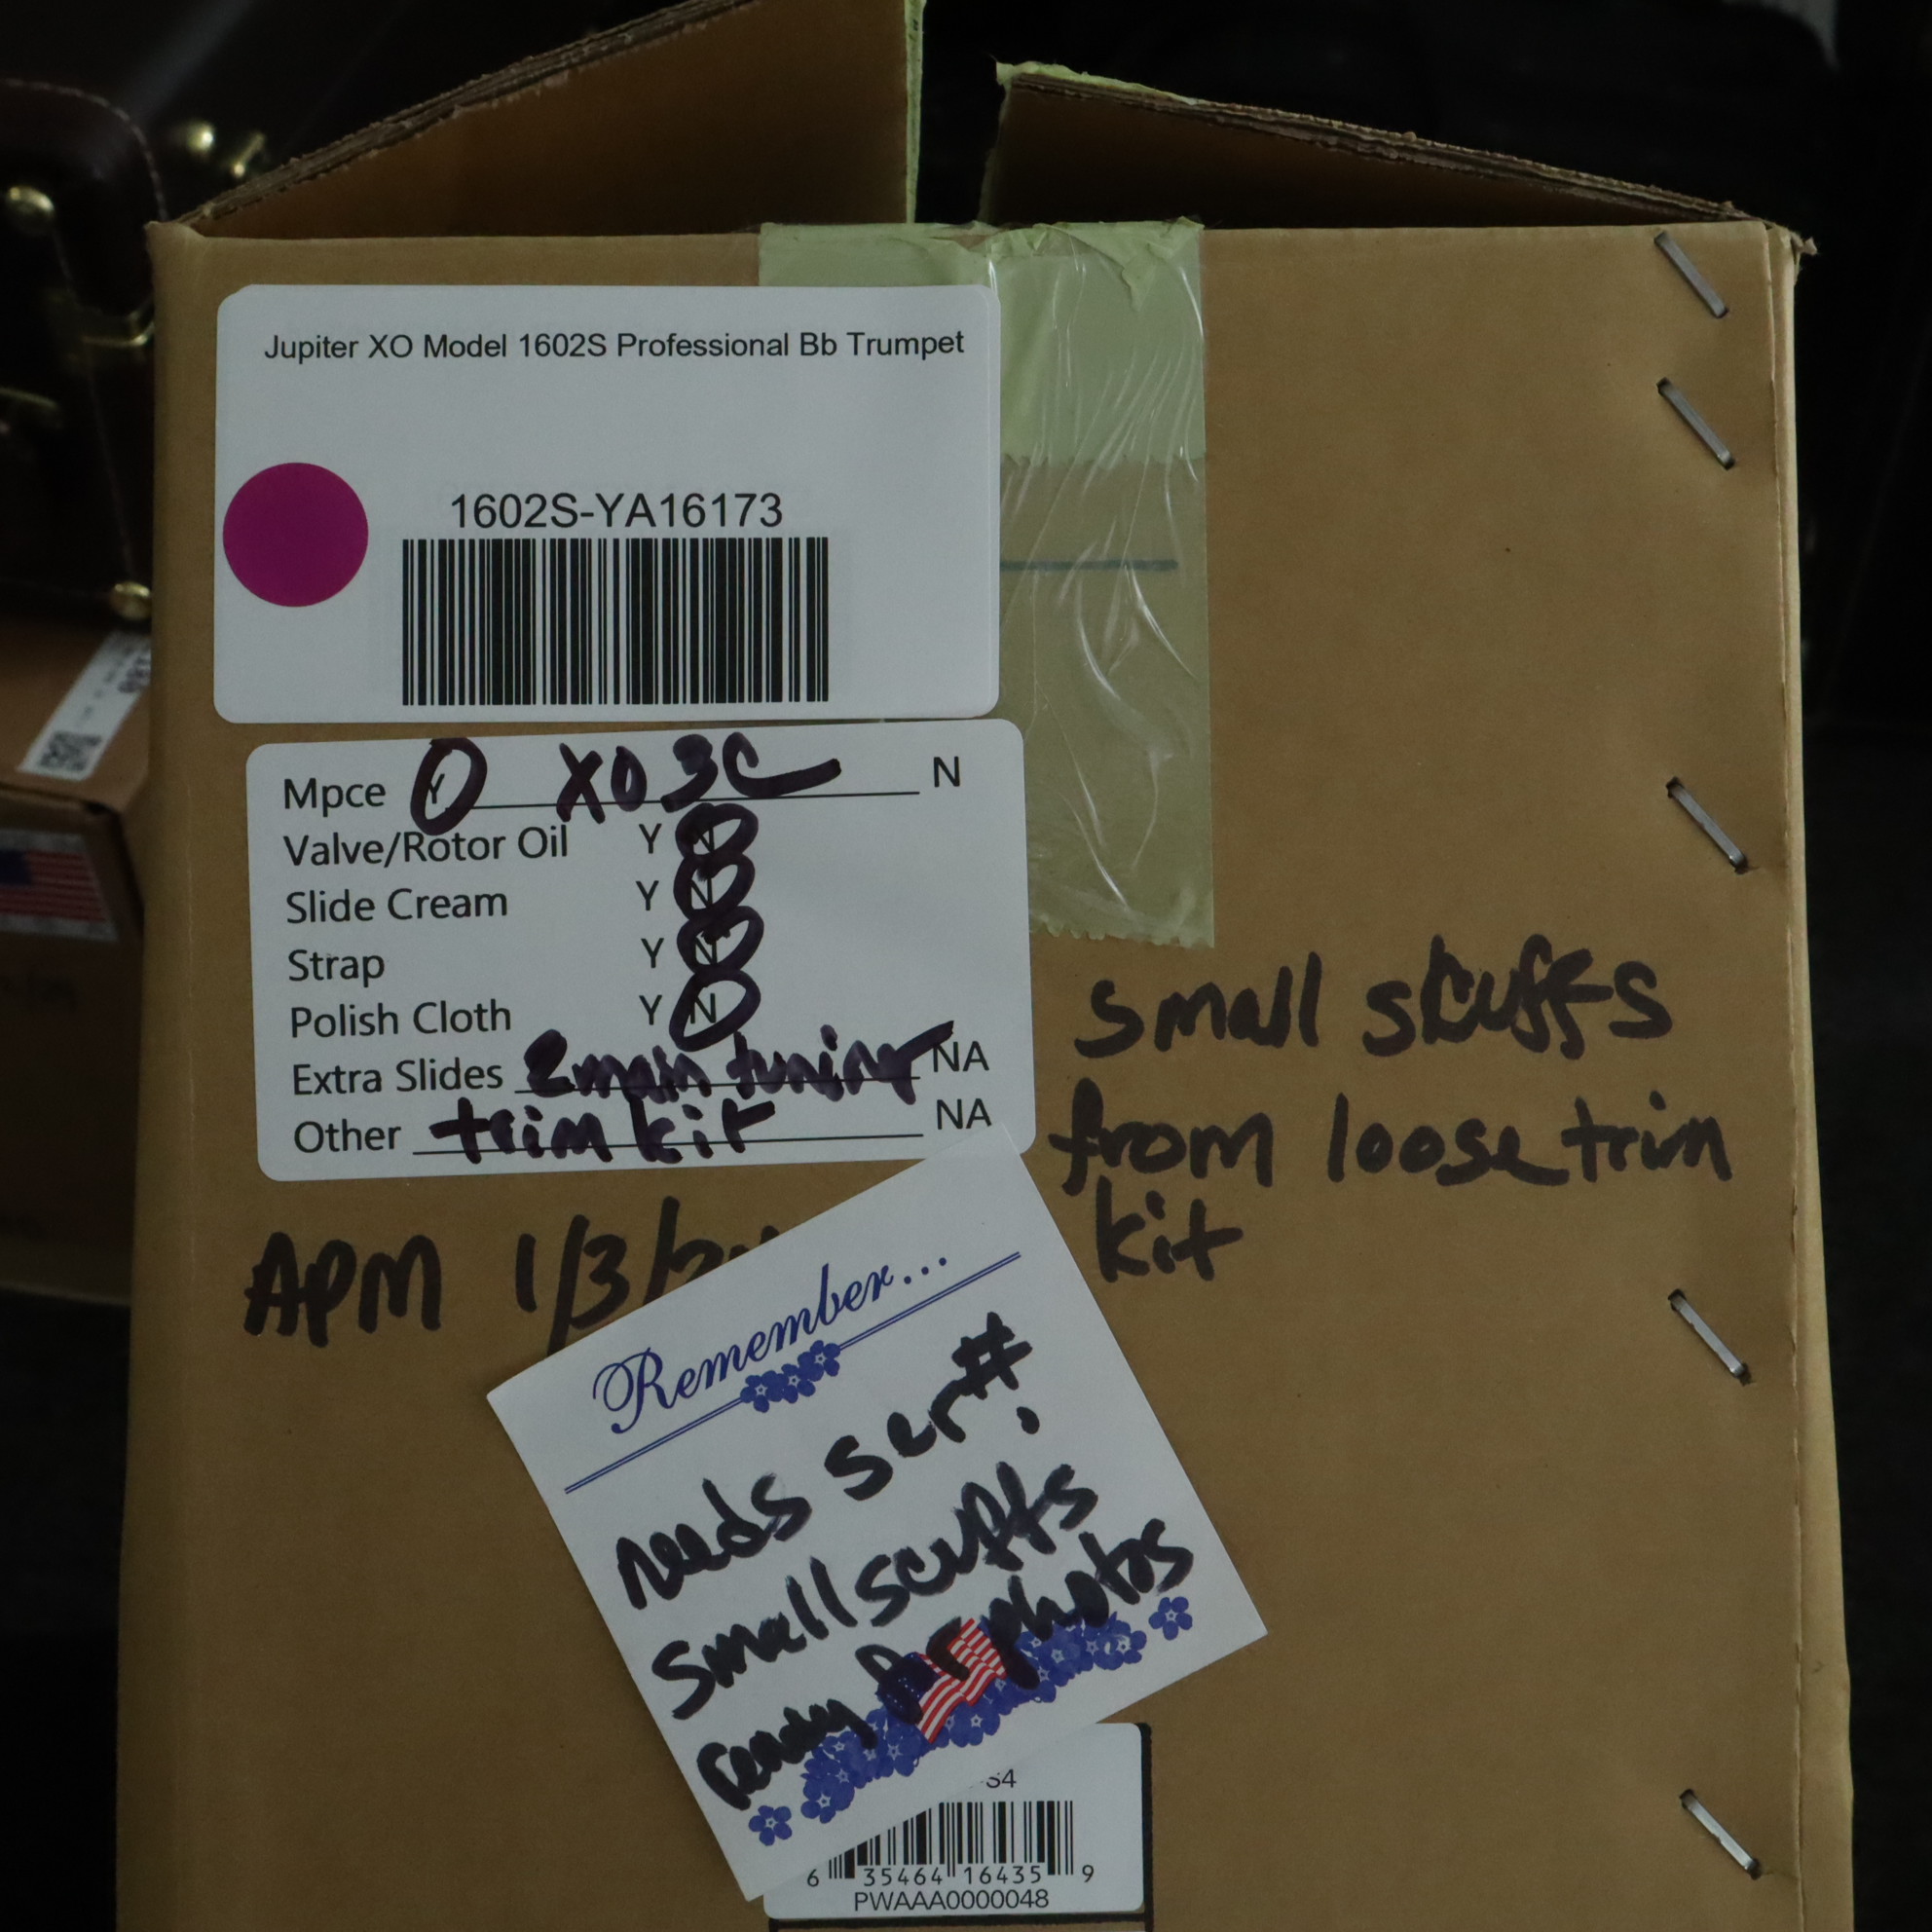 Jupiter XO Model 1602S Professional Bb Trumpet
1602S-YA16173
Mpce Y XO 3C N
Valve/Rotor Oil Y N
Slide Cream Y N
Strap Y N
Polish Cloth Y N
Extra Slides 2 main tuning NA
Other trim kit NA
small scuffs
from loose trim
kit
APM 1/3/
Remember...
needs ser#
small scuffs
ready for photos
S4
6 35464 16435 9
PWAAA0000048